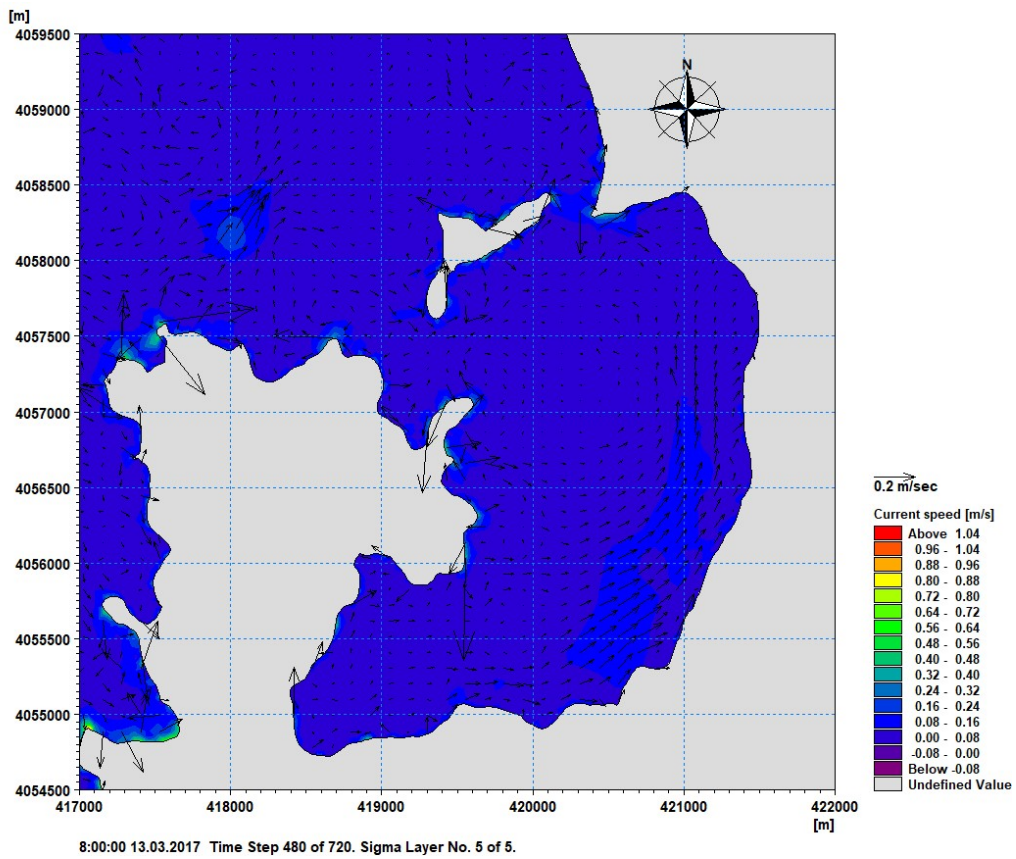 [m]
4059500
4059000
4058500
4058000
4057500
4057000
4056500
4056000
4055500
4055000
4054500
417000 418000 419000 420000 421000 422000
[m]
N
0.2 m/sec
Current speed [m/s]
Above 1.04
0.96 - 1.04
0.88 - 0.96
0.80 - 0.88
0.72 - 0.80
0.64 - 0.72
0.56 - 0.64
0.48 - 0.56
0.40 - 0.48
0.32 - 0.40
0.24 - 0.32
0.16 - 0.24
0.08 - 0.16
0.00 - 0.08
-0.08 - 0.00
Below -0.08
Undefined Value
8:00:00 13.03.2017 Time Step 480 of 720. Sigma Layer No. 5 of 5.